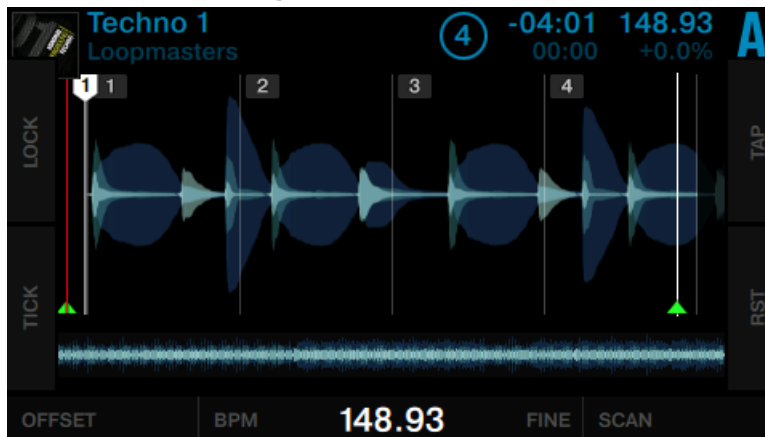 Techno 1
Loopmasters
4
-04:01 148.93
00:00 +0.0%
A
1 1 2 3 4
LOCK
TAP
TICK
RST
OFFSET BPM 148.93 FINE SCAN